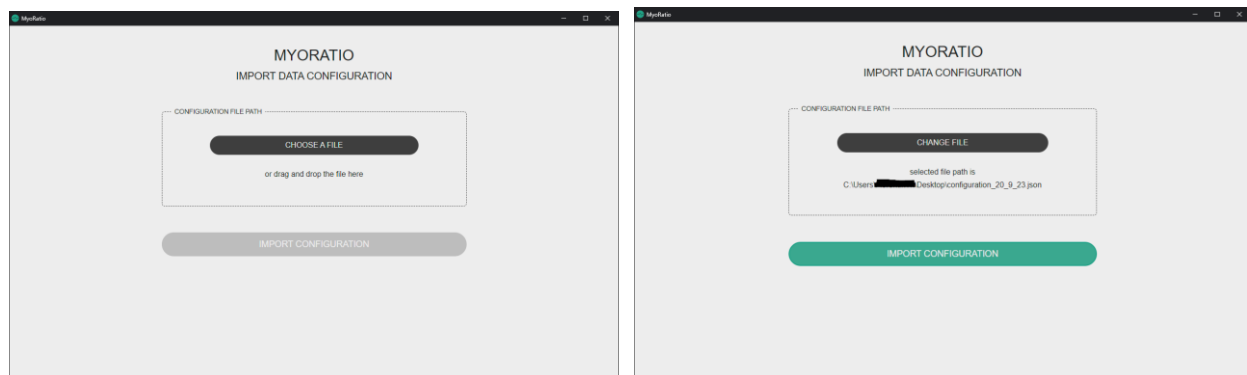 MyoRatio
MYORATIO
IMPORT DATA CONFIGURATION
CONFIGURATION FILE PATH
CHOOSE A FILE
or drag and drop the file here
IMPORT CONFIGURATION
MyoRatio
MYORATIO
IMPORT DATA CONFIGURATION
CONFIGURATION FILE PATH
CHANGE FILE
selected file path is
C:\Users\ \Desktop\configuration_20_9_23.json
IMPORT CONFIGURATION